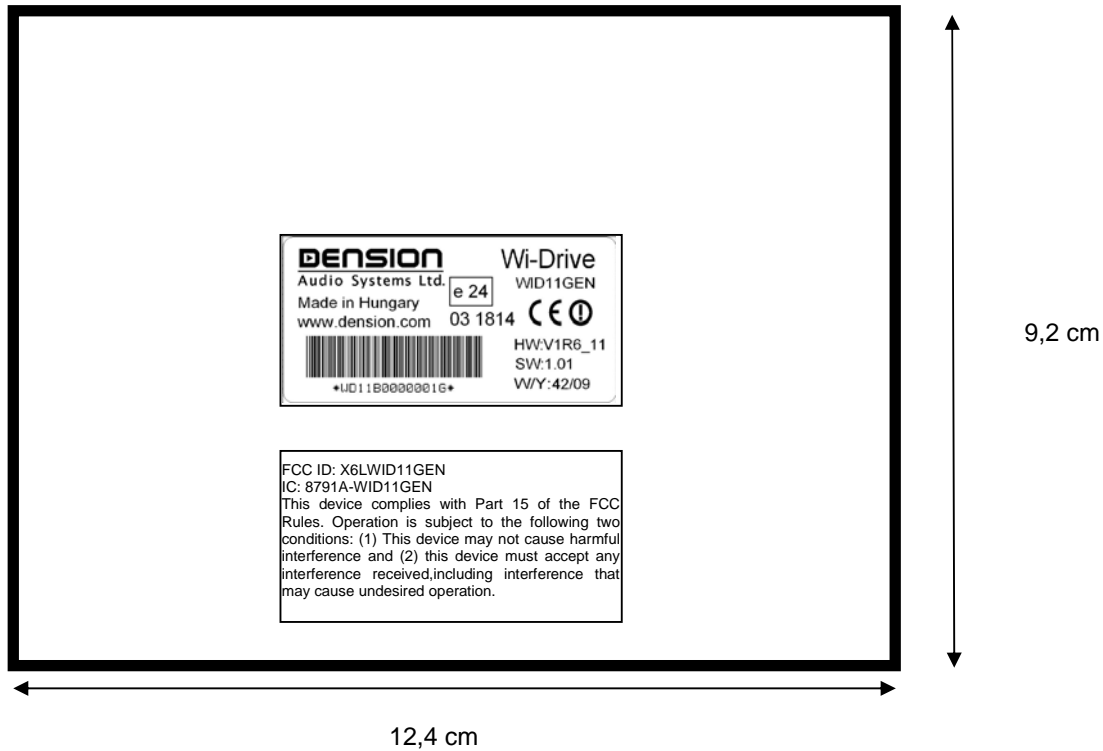 DENSION
Audio Systems Ltd.
Made in Hungary
www.dension.com
e 24
03 1814
Wi-Drive
WID11GEN
CE
HW:V1R6_11
SW:1.01
W/Y:42/09
*WD11B0000001G*
FCC ID: X6LWID11GEN
IC: 8791A-WID11GEN
This device complies with Part 15 of the FCC
Rules. Operation is subject to the following two
conditions: (1) This device may not cause harmful
interference and (2) this device must accept any
interference received,including interference that
may cause undesired operation.
9,2 cm
12,4 cm